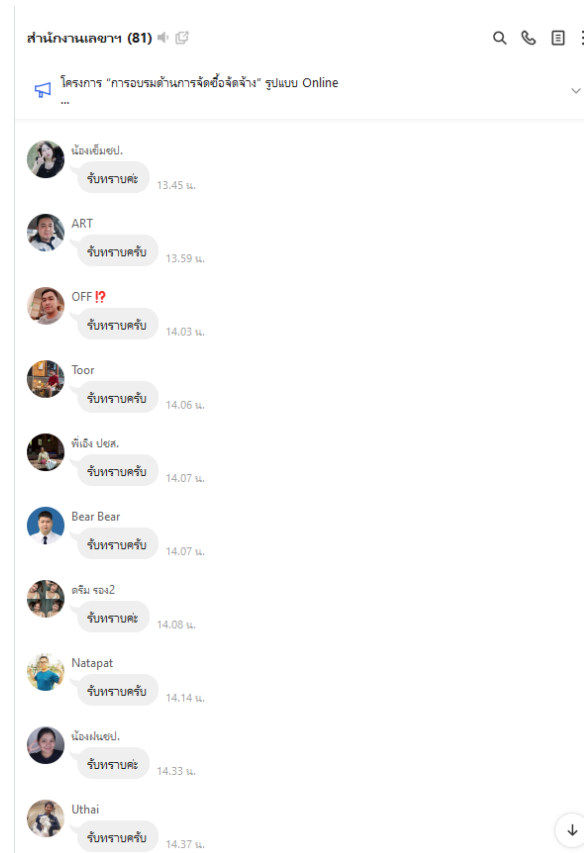 สำนักงานเลขาฯ (81)
โครงการ "การอบรมด้านการจัดซื้อจัดจ้าง" รูปแบบ Online
...
น้องเข็มชป.
รับทราบค่ะ
13.45 น.
ART
รับทราบครับ
13.59 น.
OFF⁉️
รับทราบครับ
14.03 น.
Toor
รับทราบครับ
14.06 น.
พี่เอิง ปชส.
รับทราบครับ
14.07 น.
Bear Bear
รับทราบครับ
14.07 น.
ดรีม รอง2
รับทราบค่ะ
14.08 น.
Natapat
รับทราบครับ
14.14 น.
น้องฝนชป.
รับทราบค่ะ
14.33 น.
Uthai
รับทราบครับ
14.37 น.